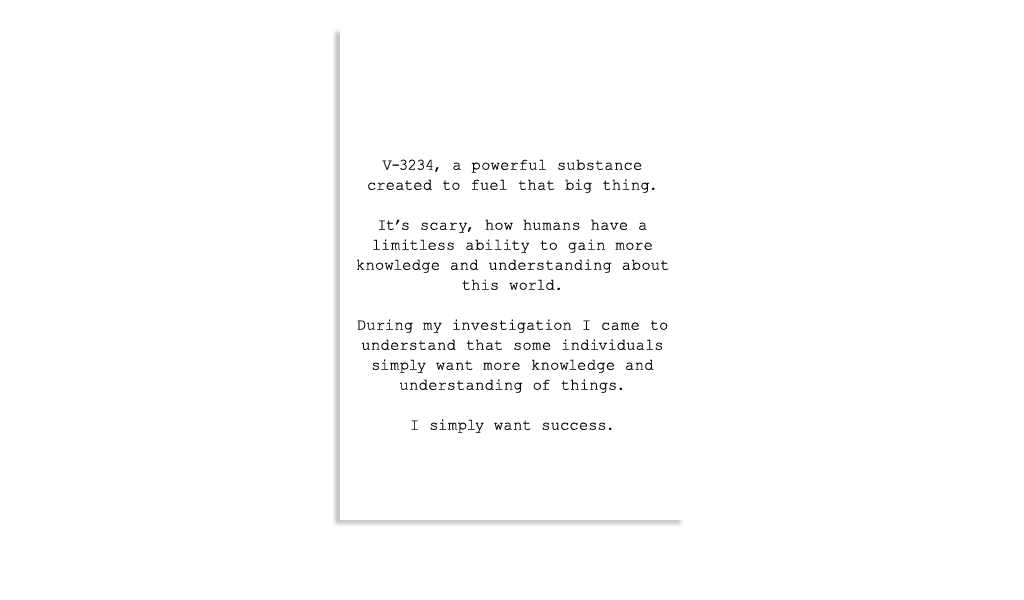 V-3234, a powerful substance
created to fuel that big thing.
It's scary, how humans have a
limitless ability to gain more
knowledge and understanding about
this world.
During my investigation I came to
understand that some individuals
simply want more knowledge and
understanding of things.
I simply want success.